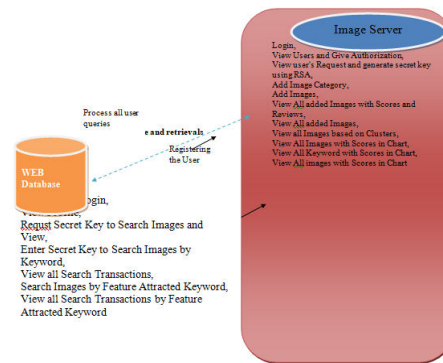 Image Server
Login,
View Users and Give Authorization,
View user's Request and generate secret key
using RSA,
Add Image Category,
Add Images,
View All added Images with Scores and
Reviews,
View All added Images,
View all Images based on Clusters,
View All Images with Scores in Chart,
View All Keyword with Scores in Chart,
View All images with Scores in Chart
Process all user
queries
e and retrievals
Registering
the User
WEB
Database
Login,
Requst Secret Key to Search Images and
View,
Enter Secret Key to Search Images by
Keyword,
View all Search Transactions,
Search Images by Feature Attracted Keyword,
View all Search Transactions by Feature
Attracted Keyword